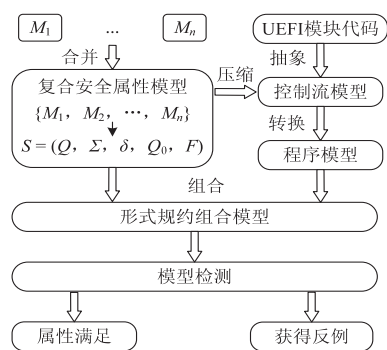 M₁ ... Mₙ UEFI模块代码
合并 抽象
复合安全属性模型 压缩 控制流模型
{M₁, M₂, …, Mₙ} 转换
S = (Q, Σ, δ, Q₀, F) 程序模型
组合
形式规约组合模型
模型检测
属性满足 获得反例